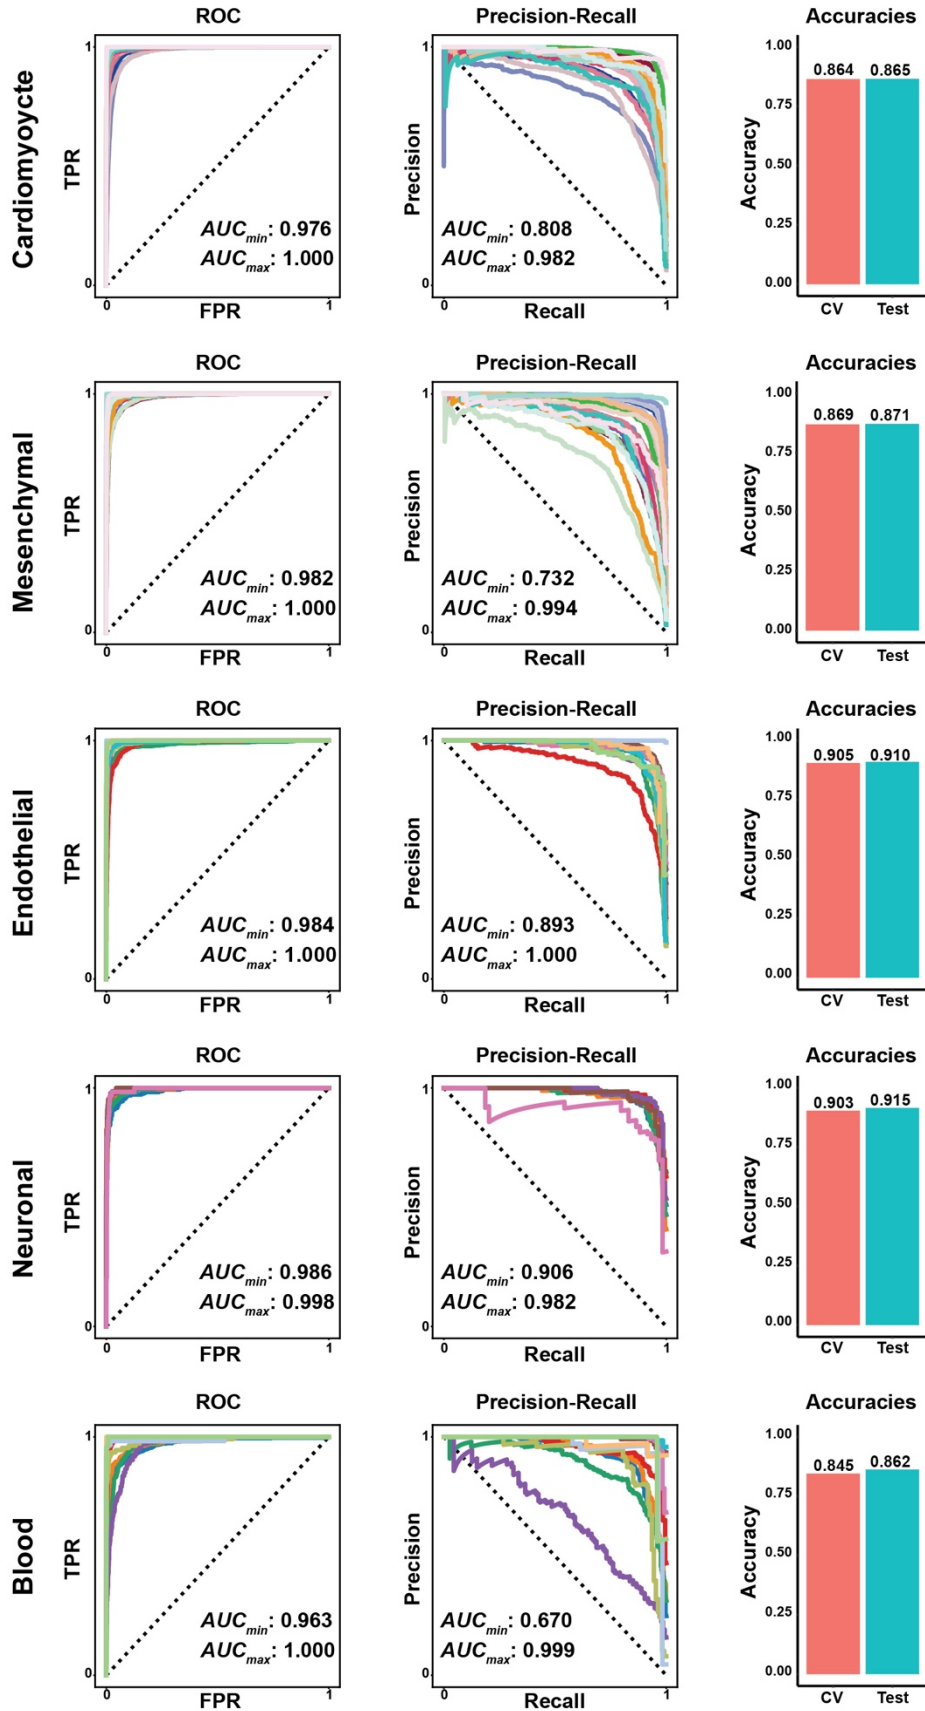 Cardiomyoycte
ROC
TPR
1
0
0
1
FPR
AUCmin: 0.976
AUCmax: 1.000
Precision-Recall
Precision
1
0
0
1
Recall
AUCmin: 0.808
AUCmax: 0.982
Accuracies
Accuracy
1.00
0.75
0.50
0.25
0.00
0.864
0.865
CV
Test
Mesenchymal
ROC
TPR
1
0
0
1
FPR
AUCmin: 0.982
AUCmax: 1.000
Precision-Recall
Precision
1
0
0
1
Recall
AUCmin: 0.732
AUCmax: 0.994
Accuracies
Accuracy
1.00
0.75
0.50
0.25
0.00
0.869
0.871
CV
Test
Endothelial
ROC
TPR
1
0
0
1
FPR
AUCmin: 0.984
AUCmax: 1.000
Precision-Recall
Precision
1
0
0
1
Recall
AUCmin: 0.893
AUCmax: 1.000
Accuracies
Accuracy
1.00
0.75
0.50
0.25
0.00
0.905
0.910
CV
Test
Neuronal
ROC
TPR
1
0
0
1
FPR
AUCmin: 0.986
AUCmax: 0.998
Precision-Recall
Precision
1
0
0
1
Recall
AUCmin: 0.906
AUCmax: 0.982
Accuracies
Accuracy
1.00
0.75
0.50
0.25
0.00
0.903
0.915
CV
Test
Blood
ROC
TPR
1
0
0
1
FPR
AUCmin: 0.963
AUCmax: 1.000
Precision-Recall
Precision
1
0
0
1
Recall
AUCmin: 0.670
AUCmax: 0.999
Accuracies
Accuracy
1.00
0.75
0.50
0.25
0.00
0.845
0.862
CV
Test